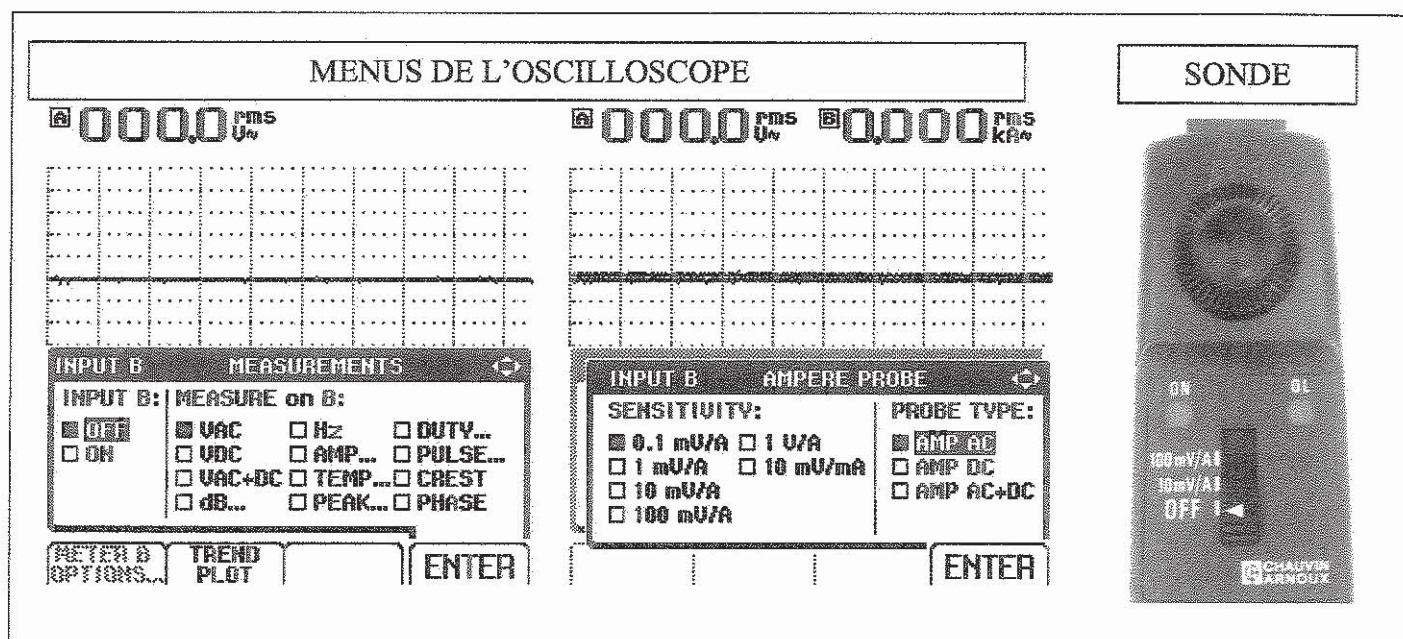 MENUS DE L'OSCILLOSCOPE
A 000.0 rms V~
INPUT B MEASUREMENTS
INPUT B: MEASURE on B:
OFF VAC Hz DUTY...
ON VDC AMP... PULSE...
VAC+DC TEMP... CREST
dB... PEAK... PHASE
METER B OPTIONS... TREND PLOT ENTER
A 000.0 rms V~ B 0.000 rms kA~
INPUT B AMPERE PROBE
SENSITIVITY: PROBE TYPE:
0.1 mV/A 1 V/A AMP AC
1 mV/A 10 mV/mA AMP DC
10 mV/A AMP AC+DC
100 mV/A
ENTER
SONDE
ON OL
100mV/A
10mV/A
OFF
CHAUVIN
ARNOUX